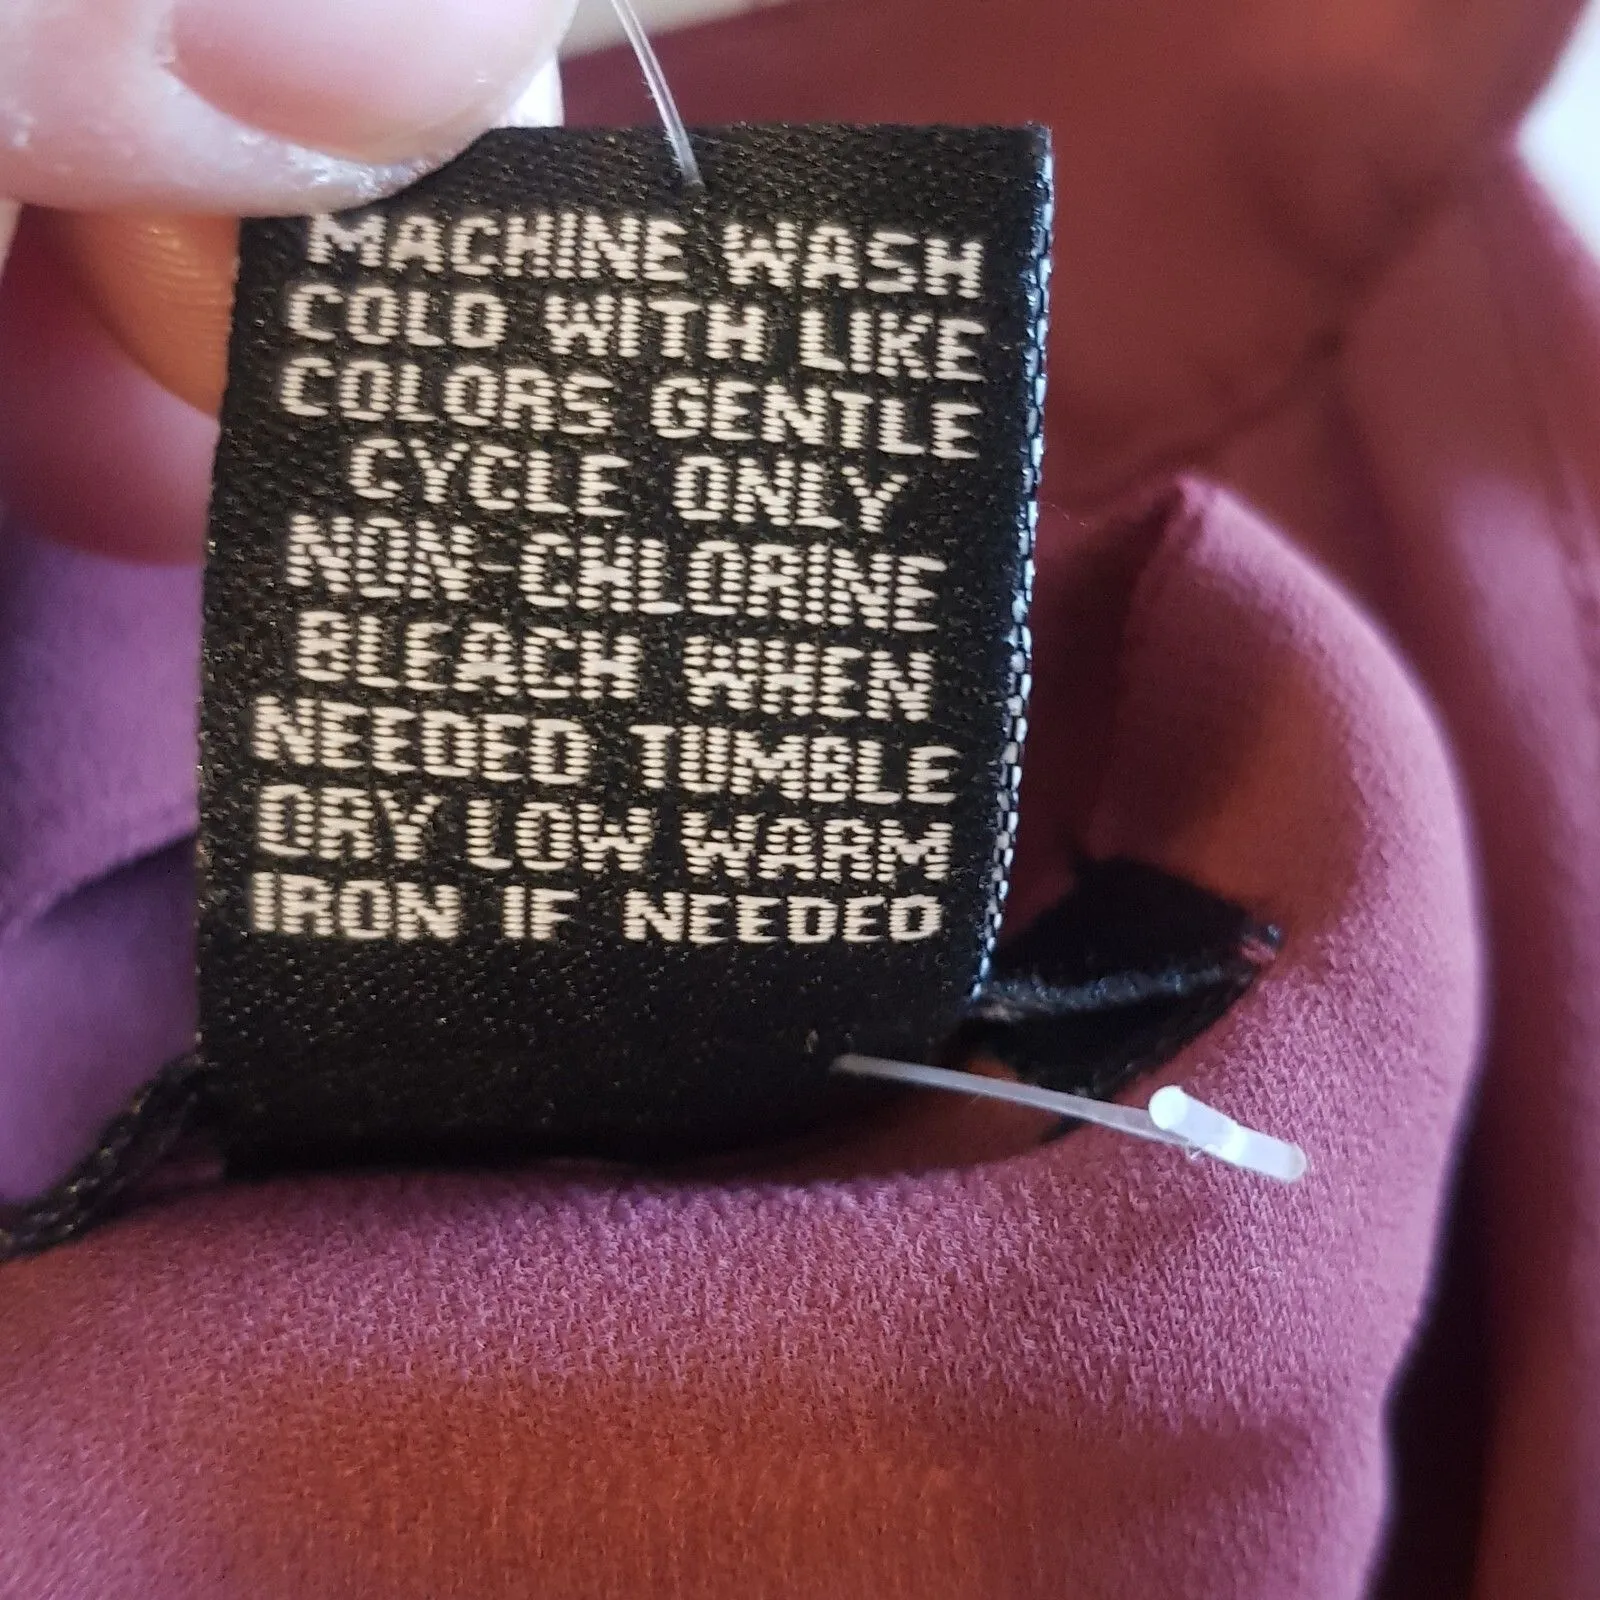 MACHINE WASH
COLD WITH LIKE
COLORS GENTLE
CYCLE ONLY
NON-CHLORINE
BLEACH WHEN
NEEDED TUMBLE
DRY LOW WARM
IRON IF NEEDED